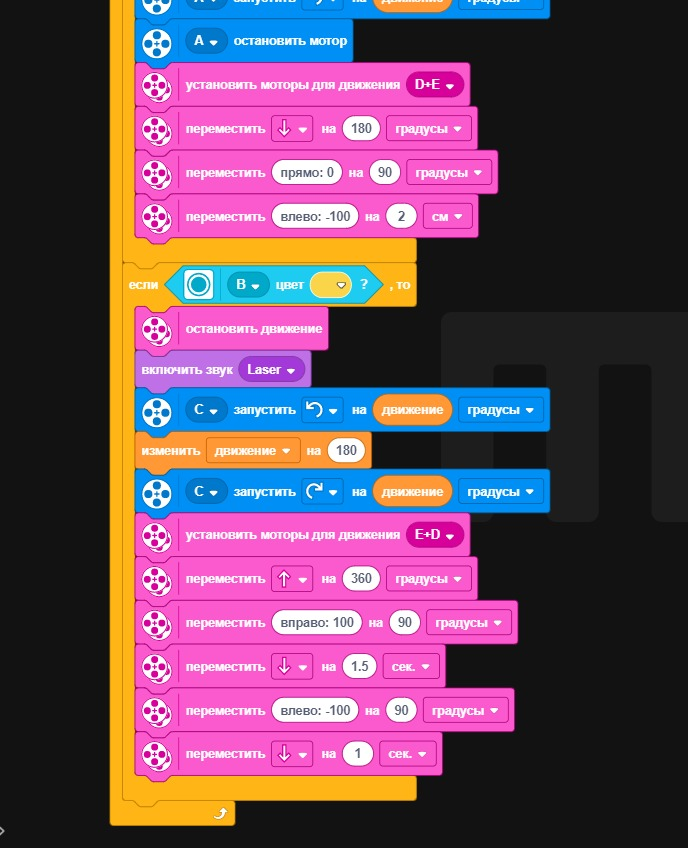 A запустить на движение градусы
A остановить мотор
установить моторы для движения D+E
переместить на 180 градусы
переместить прямо: 0 на 90 градусы
переместить влево: -100 на 2 см
если B цвет ? , то
остановить движение
включить звук Laser
C запустить на движение градусы
изменить движение на 180
C запустить на движение градусы
установить моторы для движения E+D
переместить на 360 градусы
переместить вправо: 100 на 90 градусы
переместить на 1.5 сек.
переместить влево: -100 на 90 градусы
переместить на 1 сек.